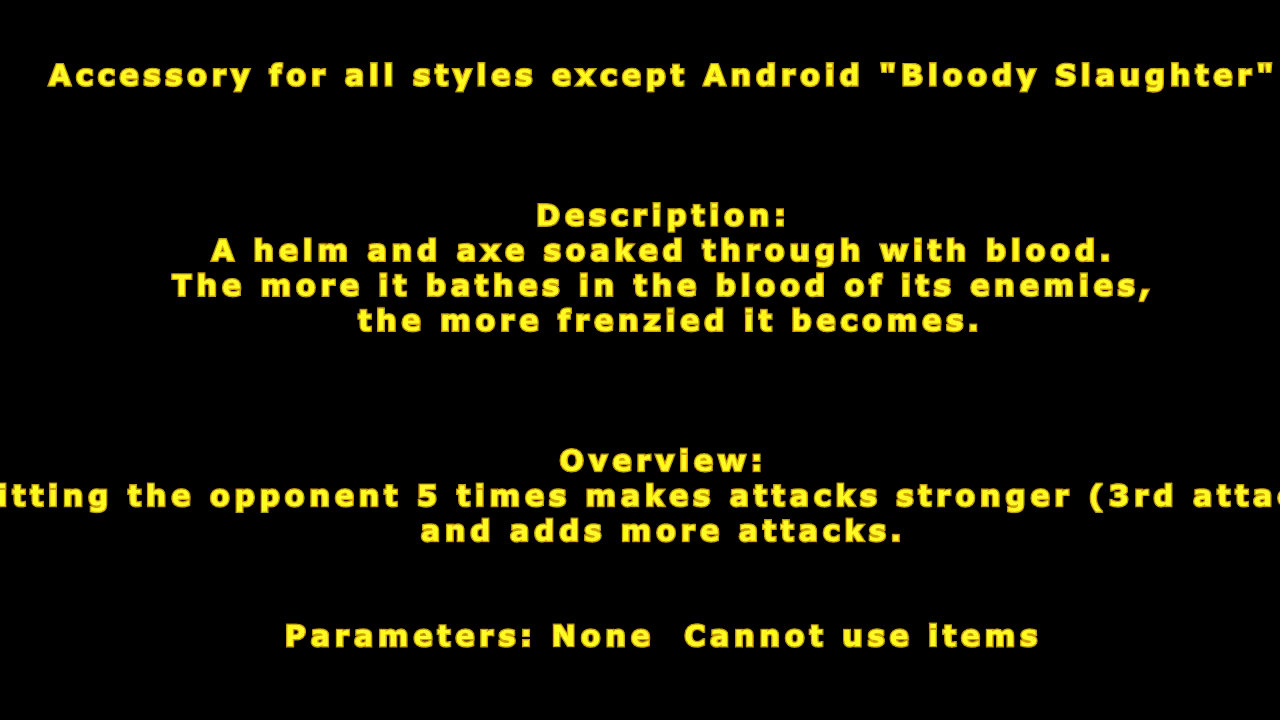 Accessory for all styles except Android "Bloody Slaughter"
Description:
A helm and axe soaked through with blood.
The more it bathes in the blood of its enemies,
the more frenzied it becomes.
Overview:
itting the opponent 5 times makes attacks stronger (3rd atta
and adds more attacks.
Parameters: None  Cannot use items